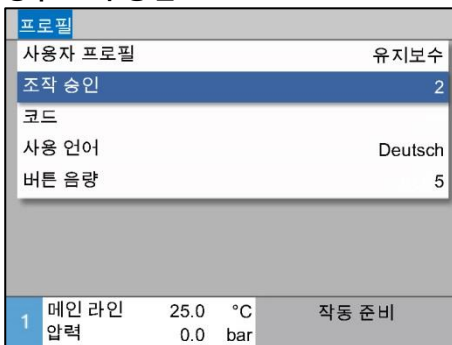 프로필
사용자 프로필 유지보수
조작 승인 2
코드
사용 언어 Deutsch
버튼 음량 5
1 메인 라인 25.0 °C 작동 준비
압력 0.0 bar